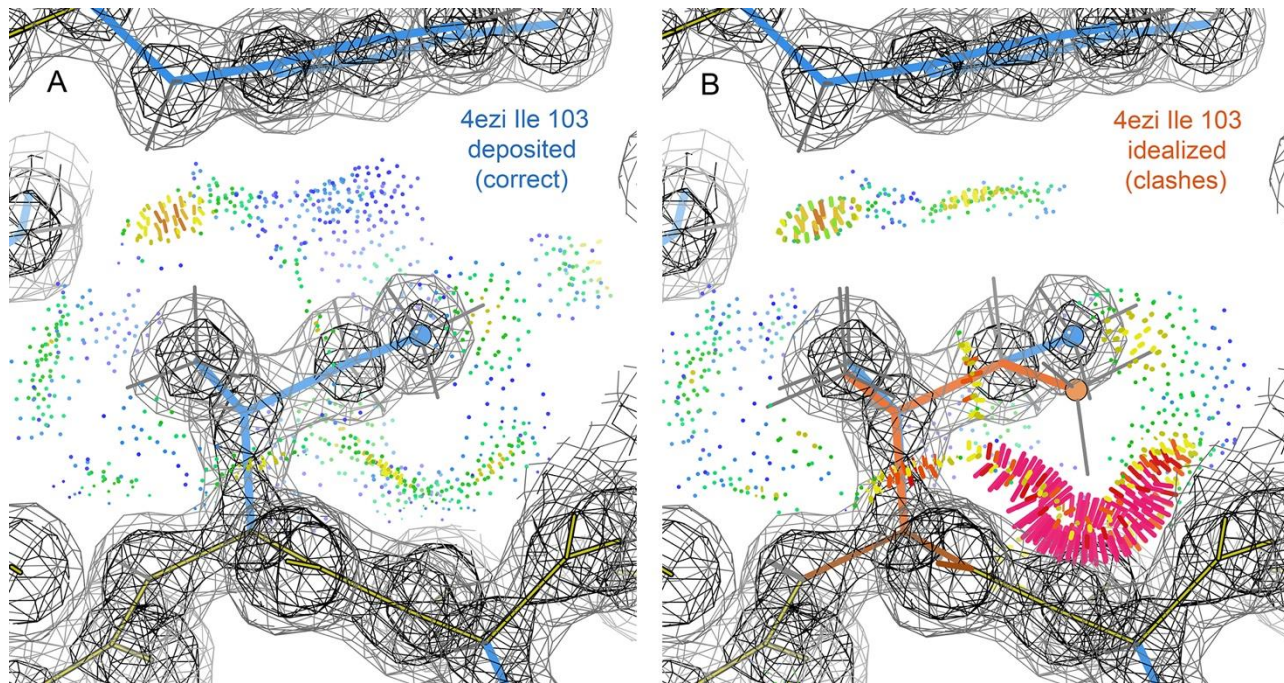 A
4ezi Ile 103
deposited
(correct)
B
4ezi Ile 103
idealized
(clashes)